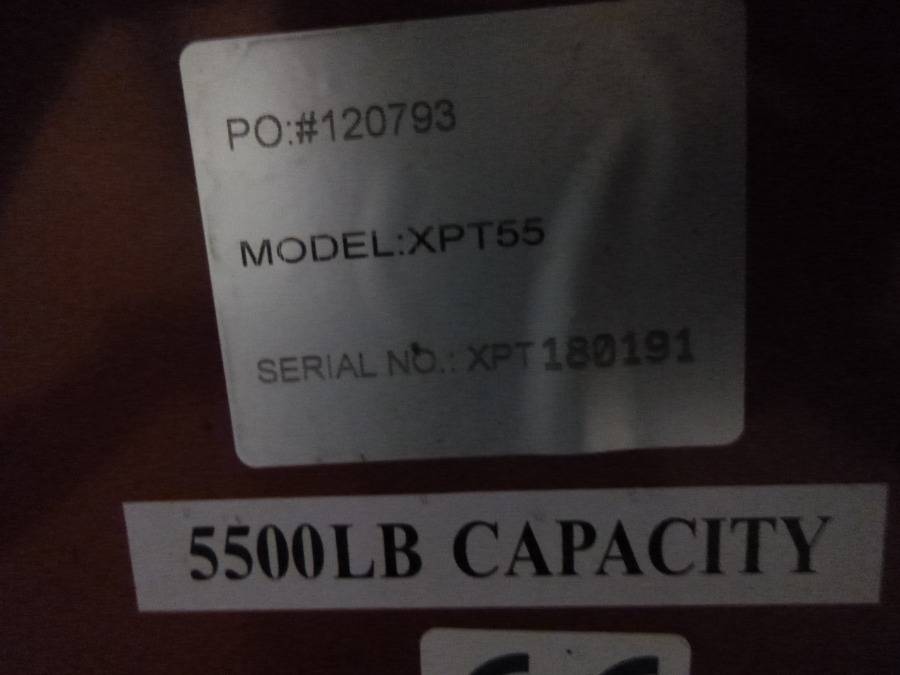 PO:#120793
MODEL:XPT55
SERIAL NO.: XPT180191
5500LB CAPACITY